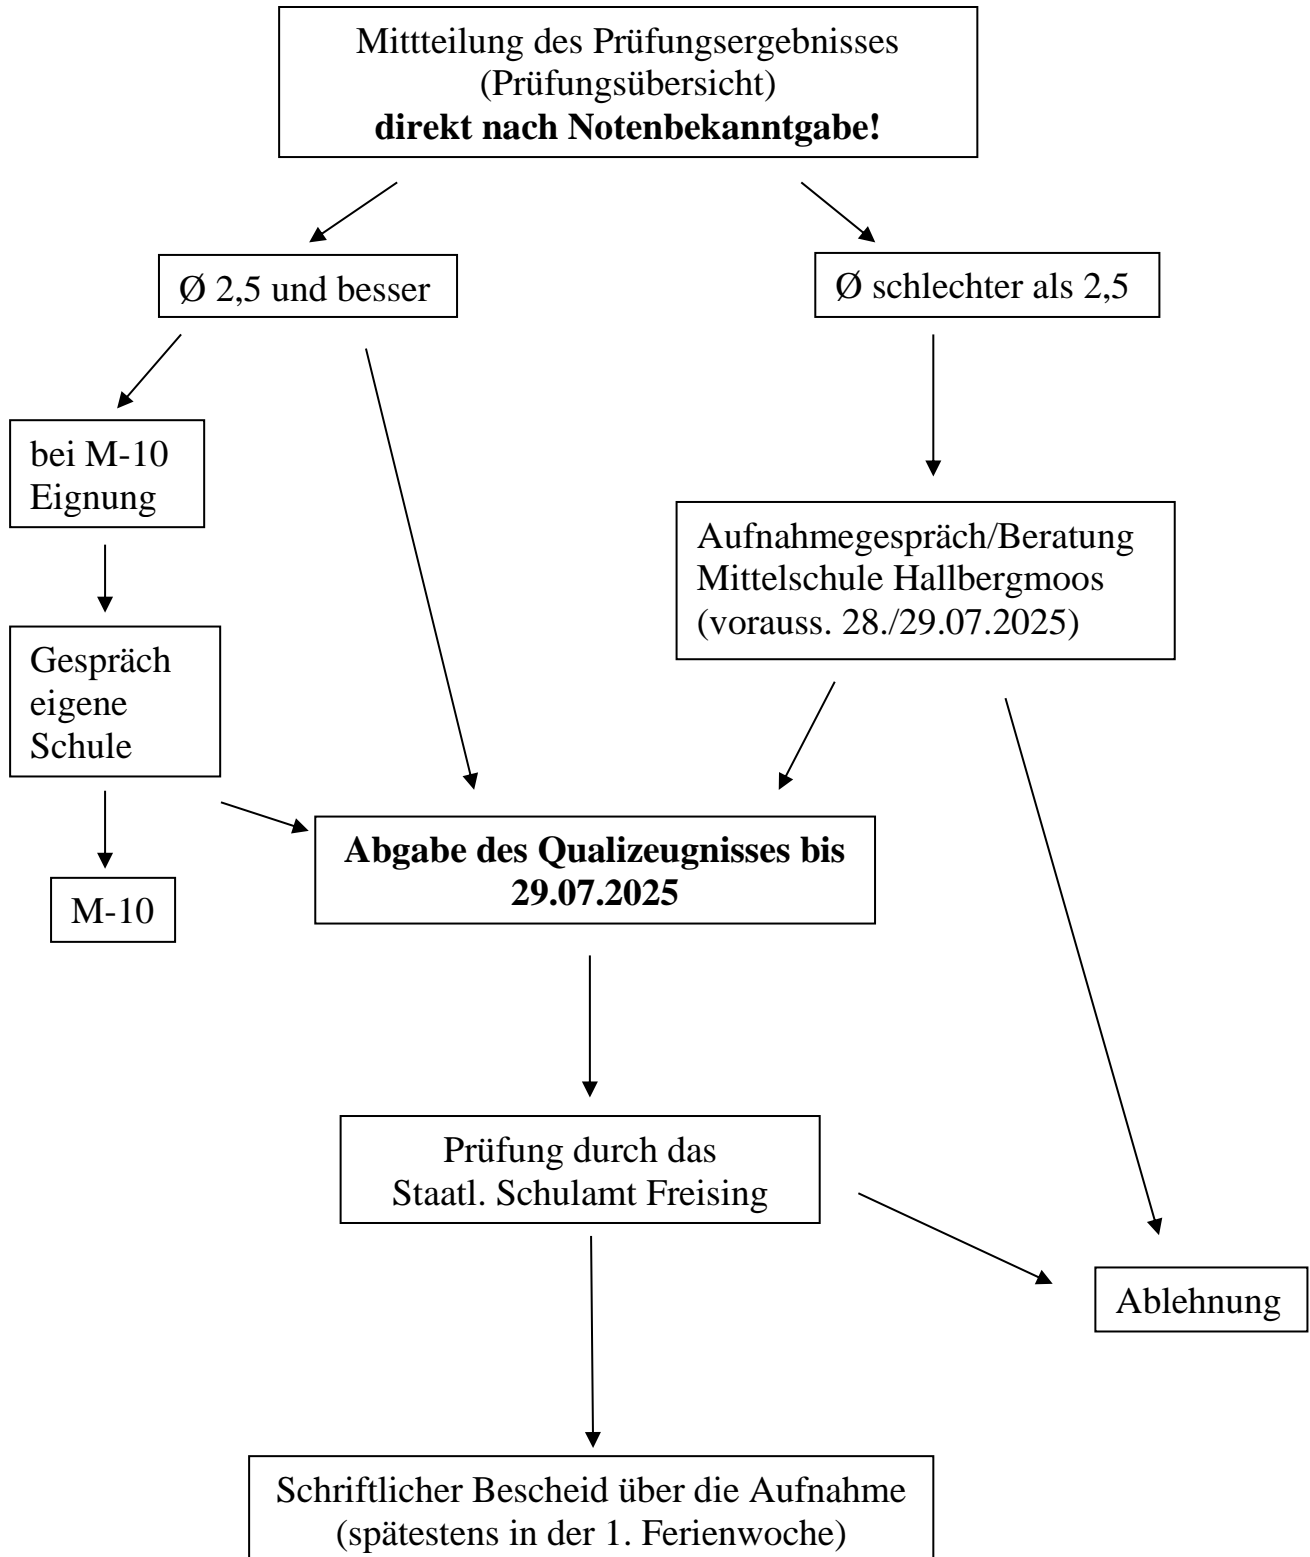 Mittteilung des Prüfungsergebnisses
(Prüfungsübersicht)
direkt nach Notenbekanntgabe!
Ø 2,5 und besser
Ø schlechter als 2,5
bei M-10
Eignung
Aufnahmegespräch/Beratung
Mittelschule Hallbergmoos
(vorauss. 28./29.07.2025)
Gespräch
eigene
Schule
Abgabe des Qualizeugnisses bis
29.07.2025
M-10
Prüfung durch das
Staatl. Schulamt Freising
Ablehnung
Schriftlicher Bescheid über die Aufnahme
(spätestens in der 1. Ferienwoche)